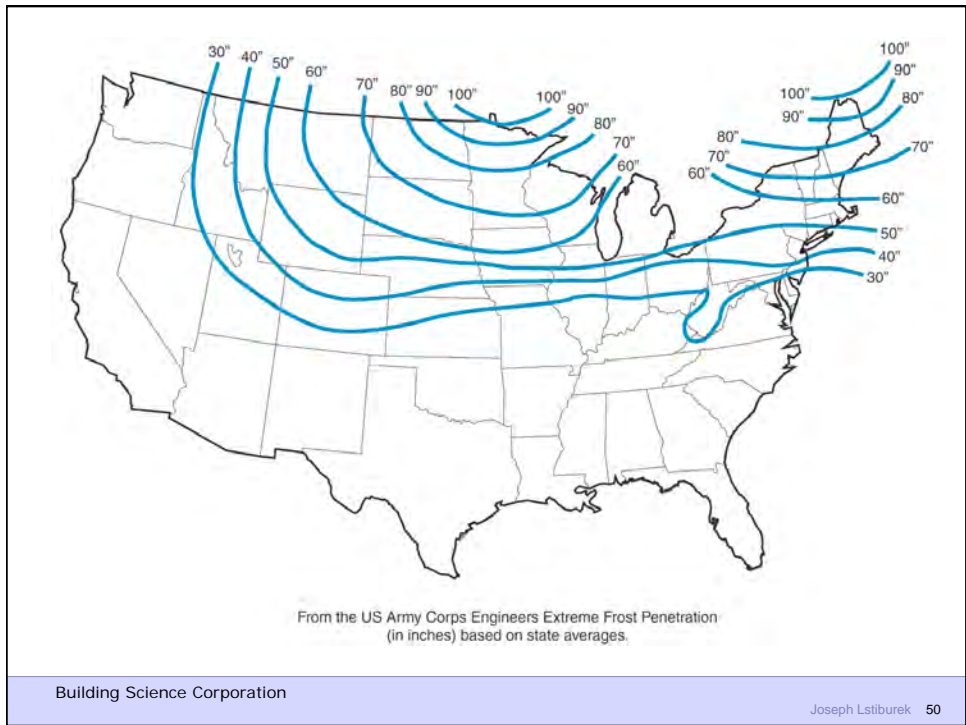 30" 40" 50" 60" 70" 80" 90" 100" 100" 90" 80" 70" 60"
100"
90"
100"
90"
80"
80"
70"
70"
60"
60"
50"
40"
30"
From the US Army Corps Engineers Extreme Frost Penetration
(in inches) based on state averages.
Building Science Corporation
Joseph Lstiburek 50